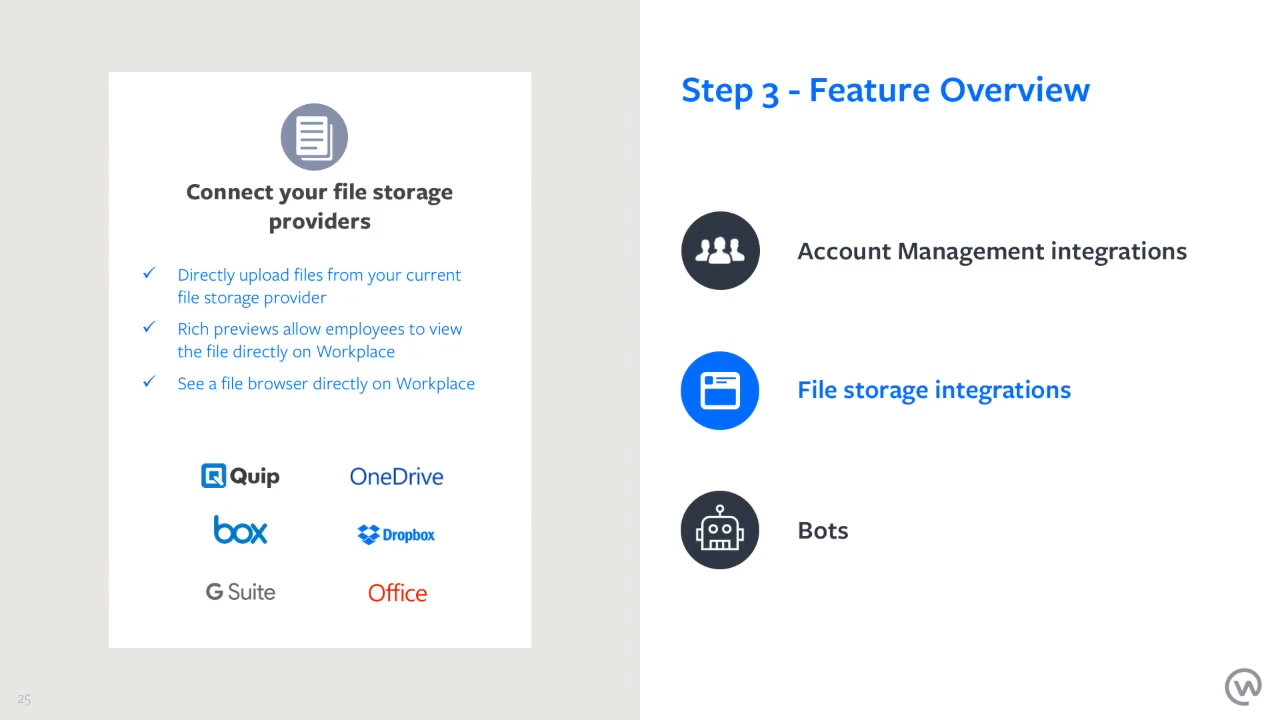 Connect your file storage
providers
✓ Directly upload files from your current
file storage provider
✓ Rich previews allow employees to view
the file directly on Workplace
✓ See a file browser directly on Workplace
Quip
OneDrive
box
Dropbox
G Suite
Office
25
Step 3 - Feature Overview
Account Management integrations
File storage integrations
Bots